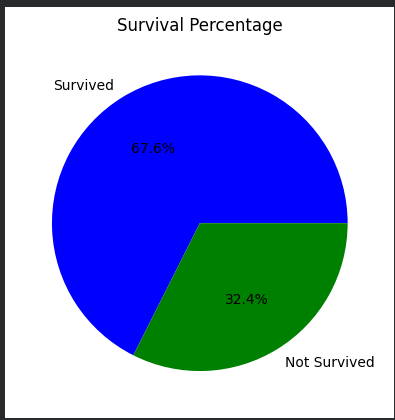 Survival Percentage
Survived
67.6%
32.4%
Not Survived